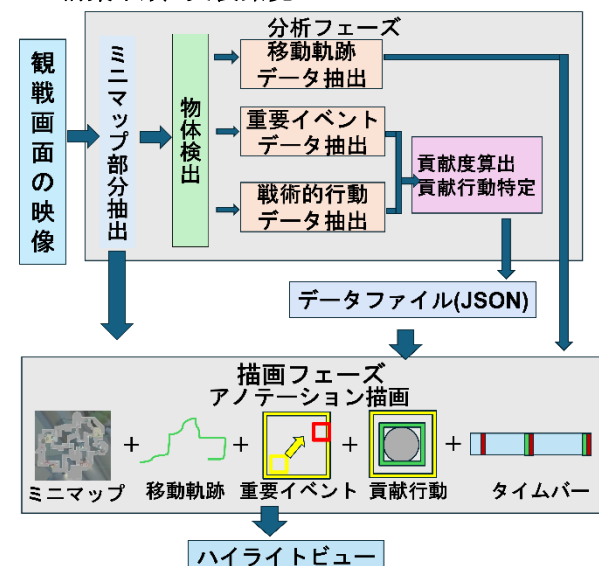 分析フェーズ
観戦画面の映像
ミニマップ部分抽出
物体検出
移動軌跡
データ抽出
重要イベント
データ抽出
戦術的行動
データ抽出
貢献度算出
貢献行動特定
データファイル(JSON)
描画フェーズ
アノテーション描画
+
+
+
+
ミニマップ
移動軌跡
重要イベント
貢献行動
タイムバー
ハイライトビュー